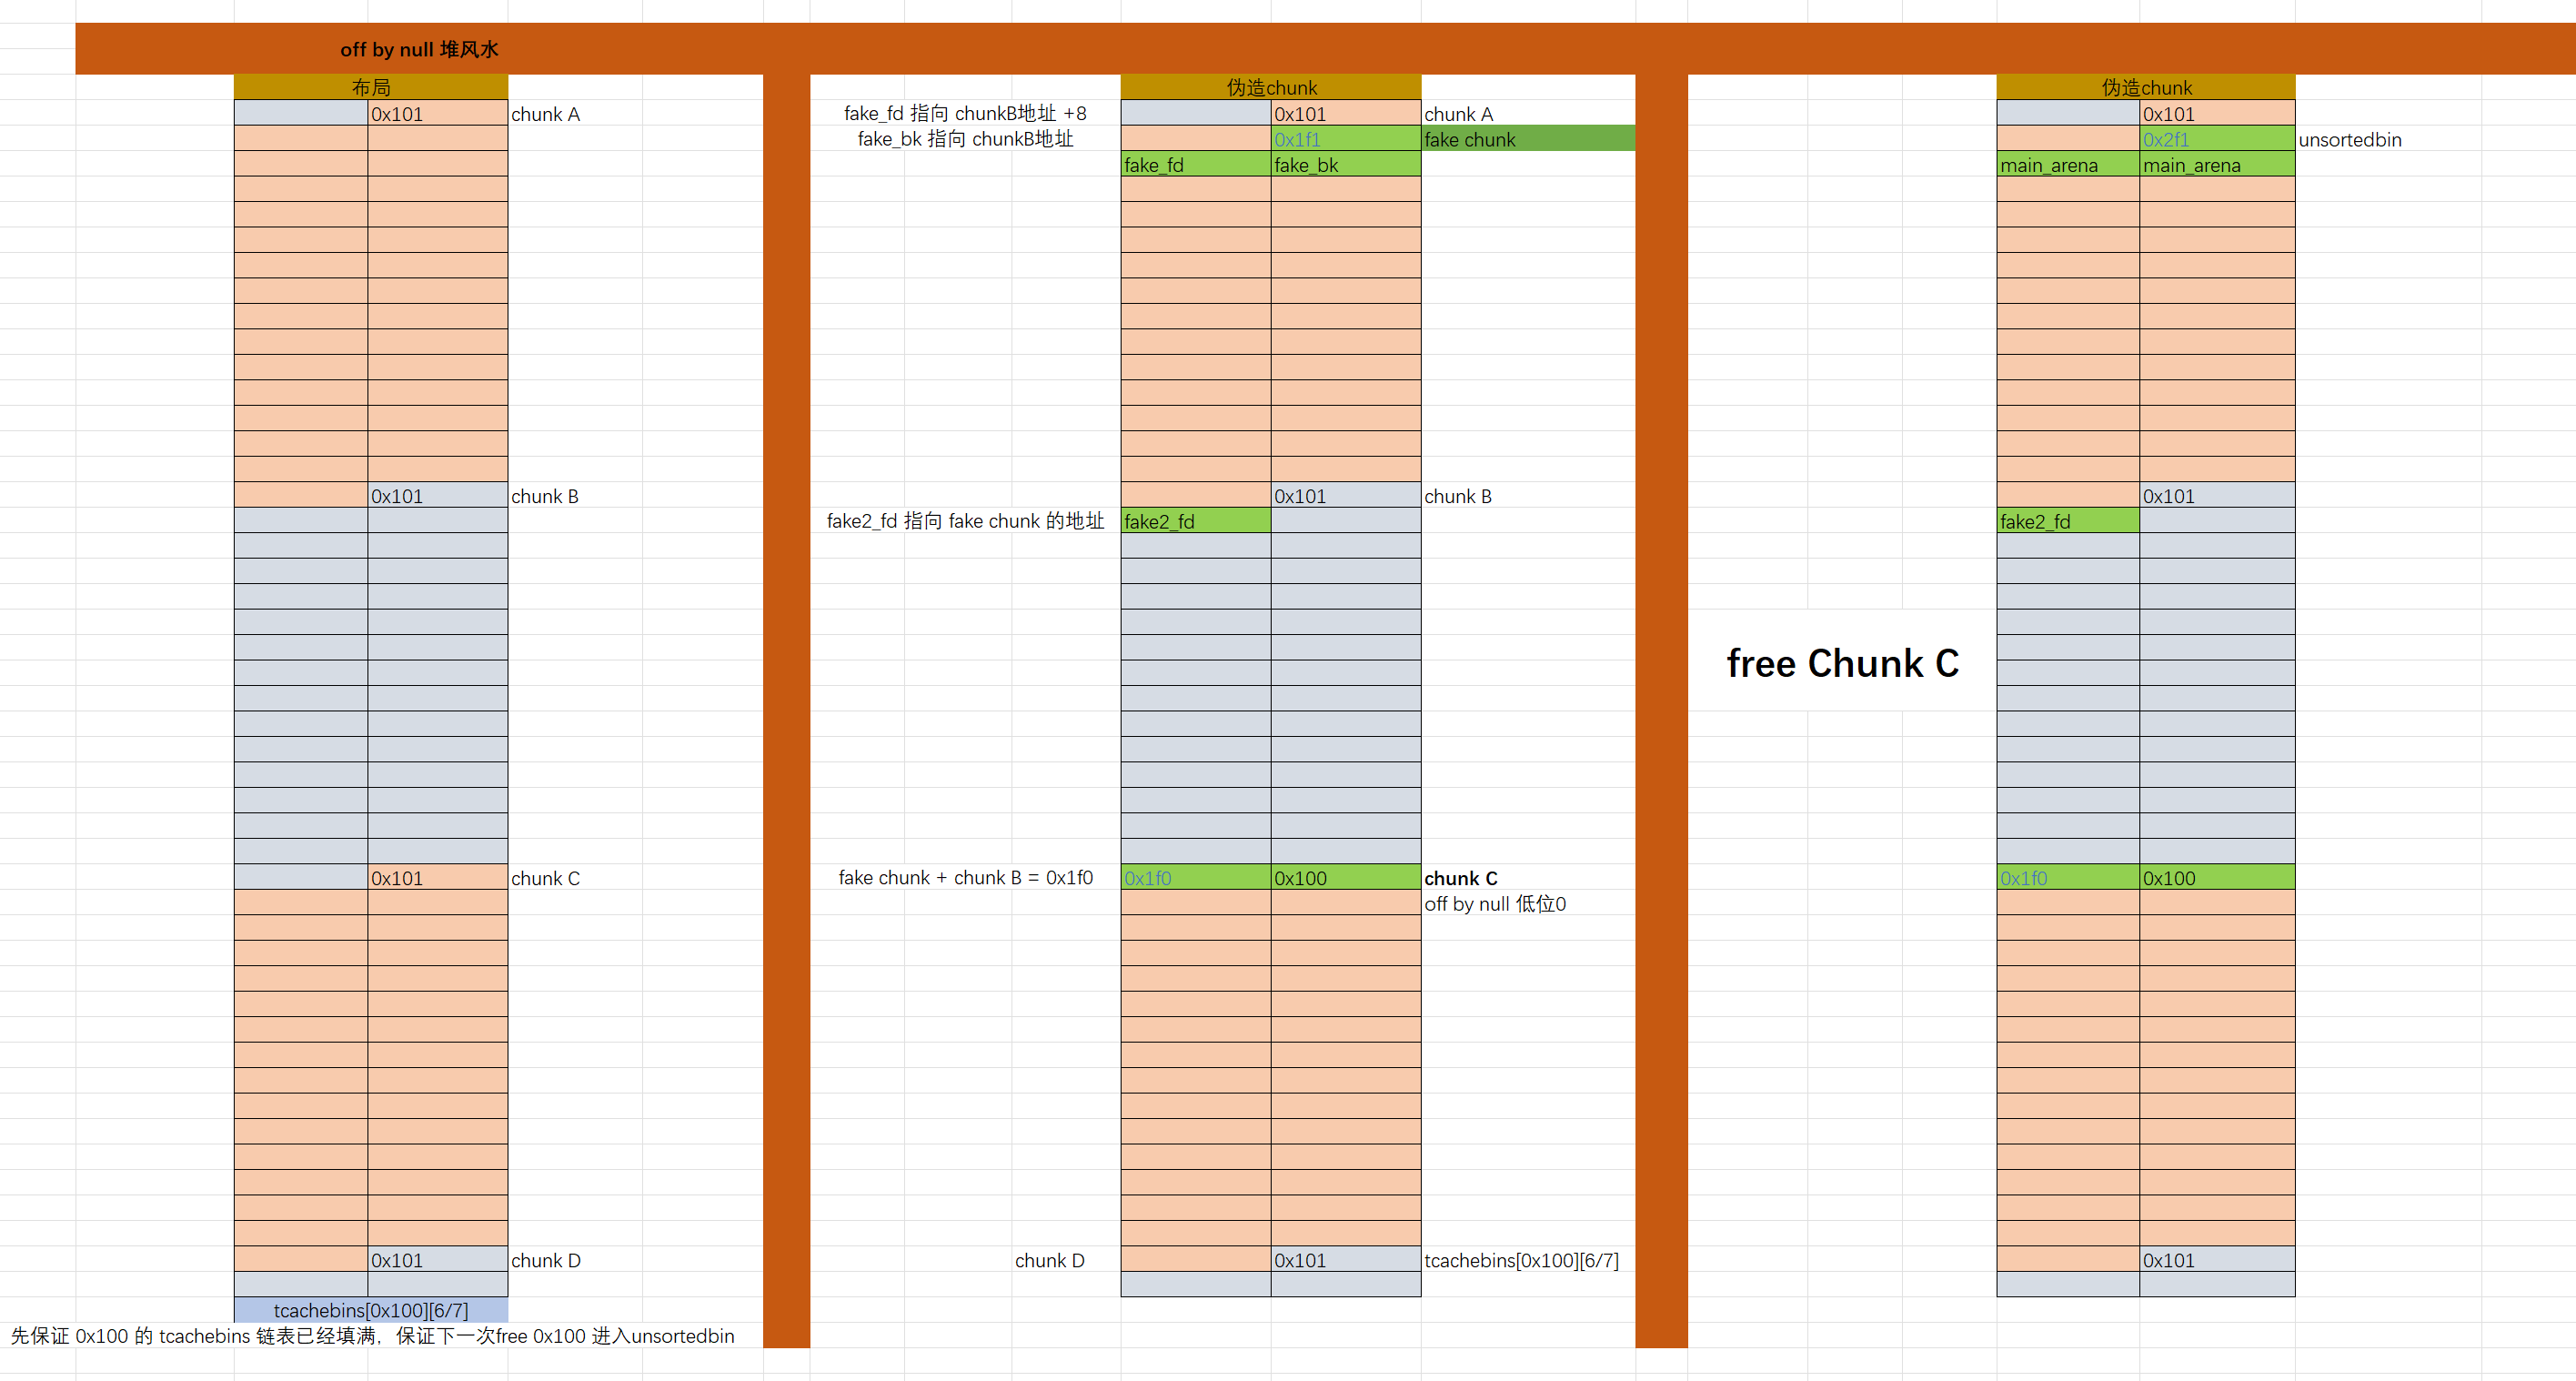 off by null 堆风水
布局
0x101 chunk A
0x101 chunk B
0x101 chunk C
0x101 chunk D
tcachebins[0x100][6/7]
先保证 0x100 的 tcachebins 链表已经填满，保证下一次free 0x100 进入unsortedbin
伪造chunk
fake_fd 指向 chunkB地址 +8 0x101 chunk A
fake_bk 指向 chunkB地址 0x1f1 fake chunk
fake_fd fake_bk
0x101 chunk B
fake2_fd 指向 fake chunk 的地址 fake2_fd
fake chunk + chunk B = 0x1f0 0x1f0 0x100 chunk C
off by null 低位0
chunk D 0x101 tcachebins[0x100][6/7]
free Chunk C
伪造chunk
0x101
0x2f1 unsortedbin
main_arena main_arena
0x101
fake2_fd
0x1f0 0x100
0x101